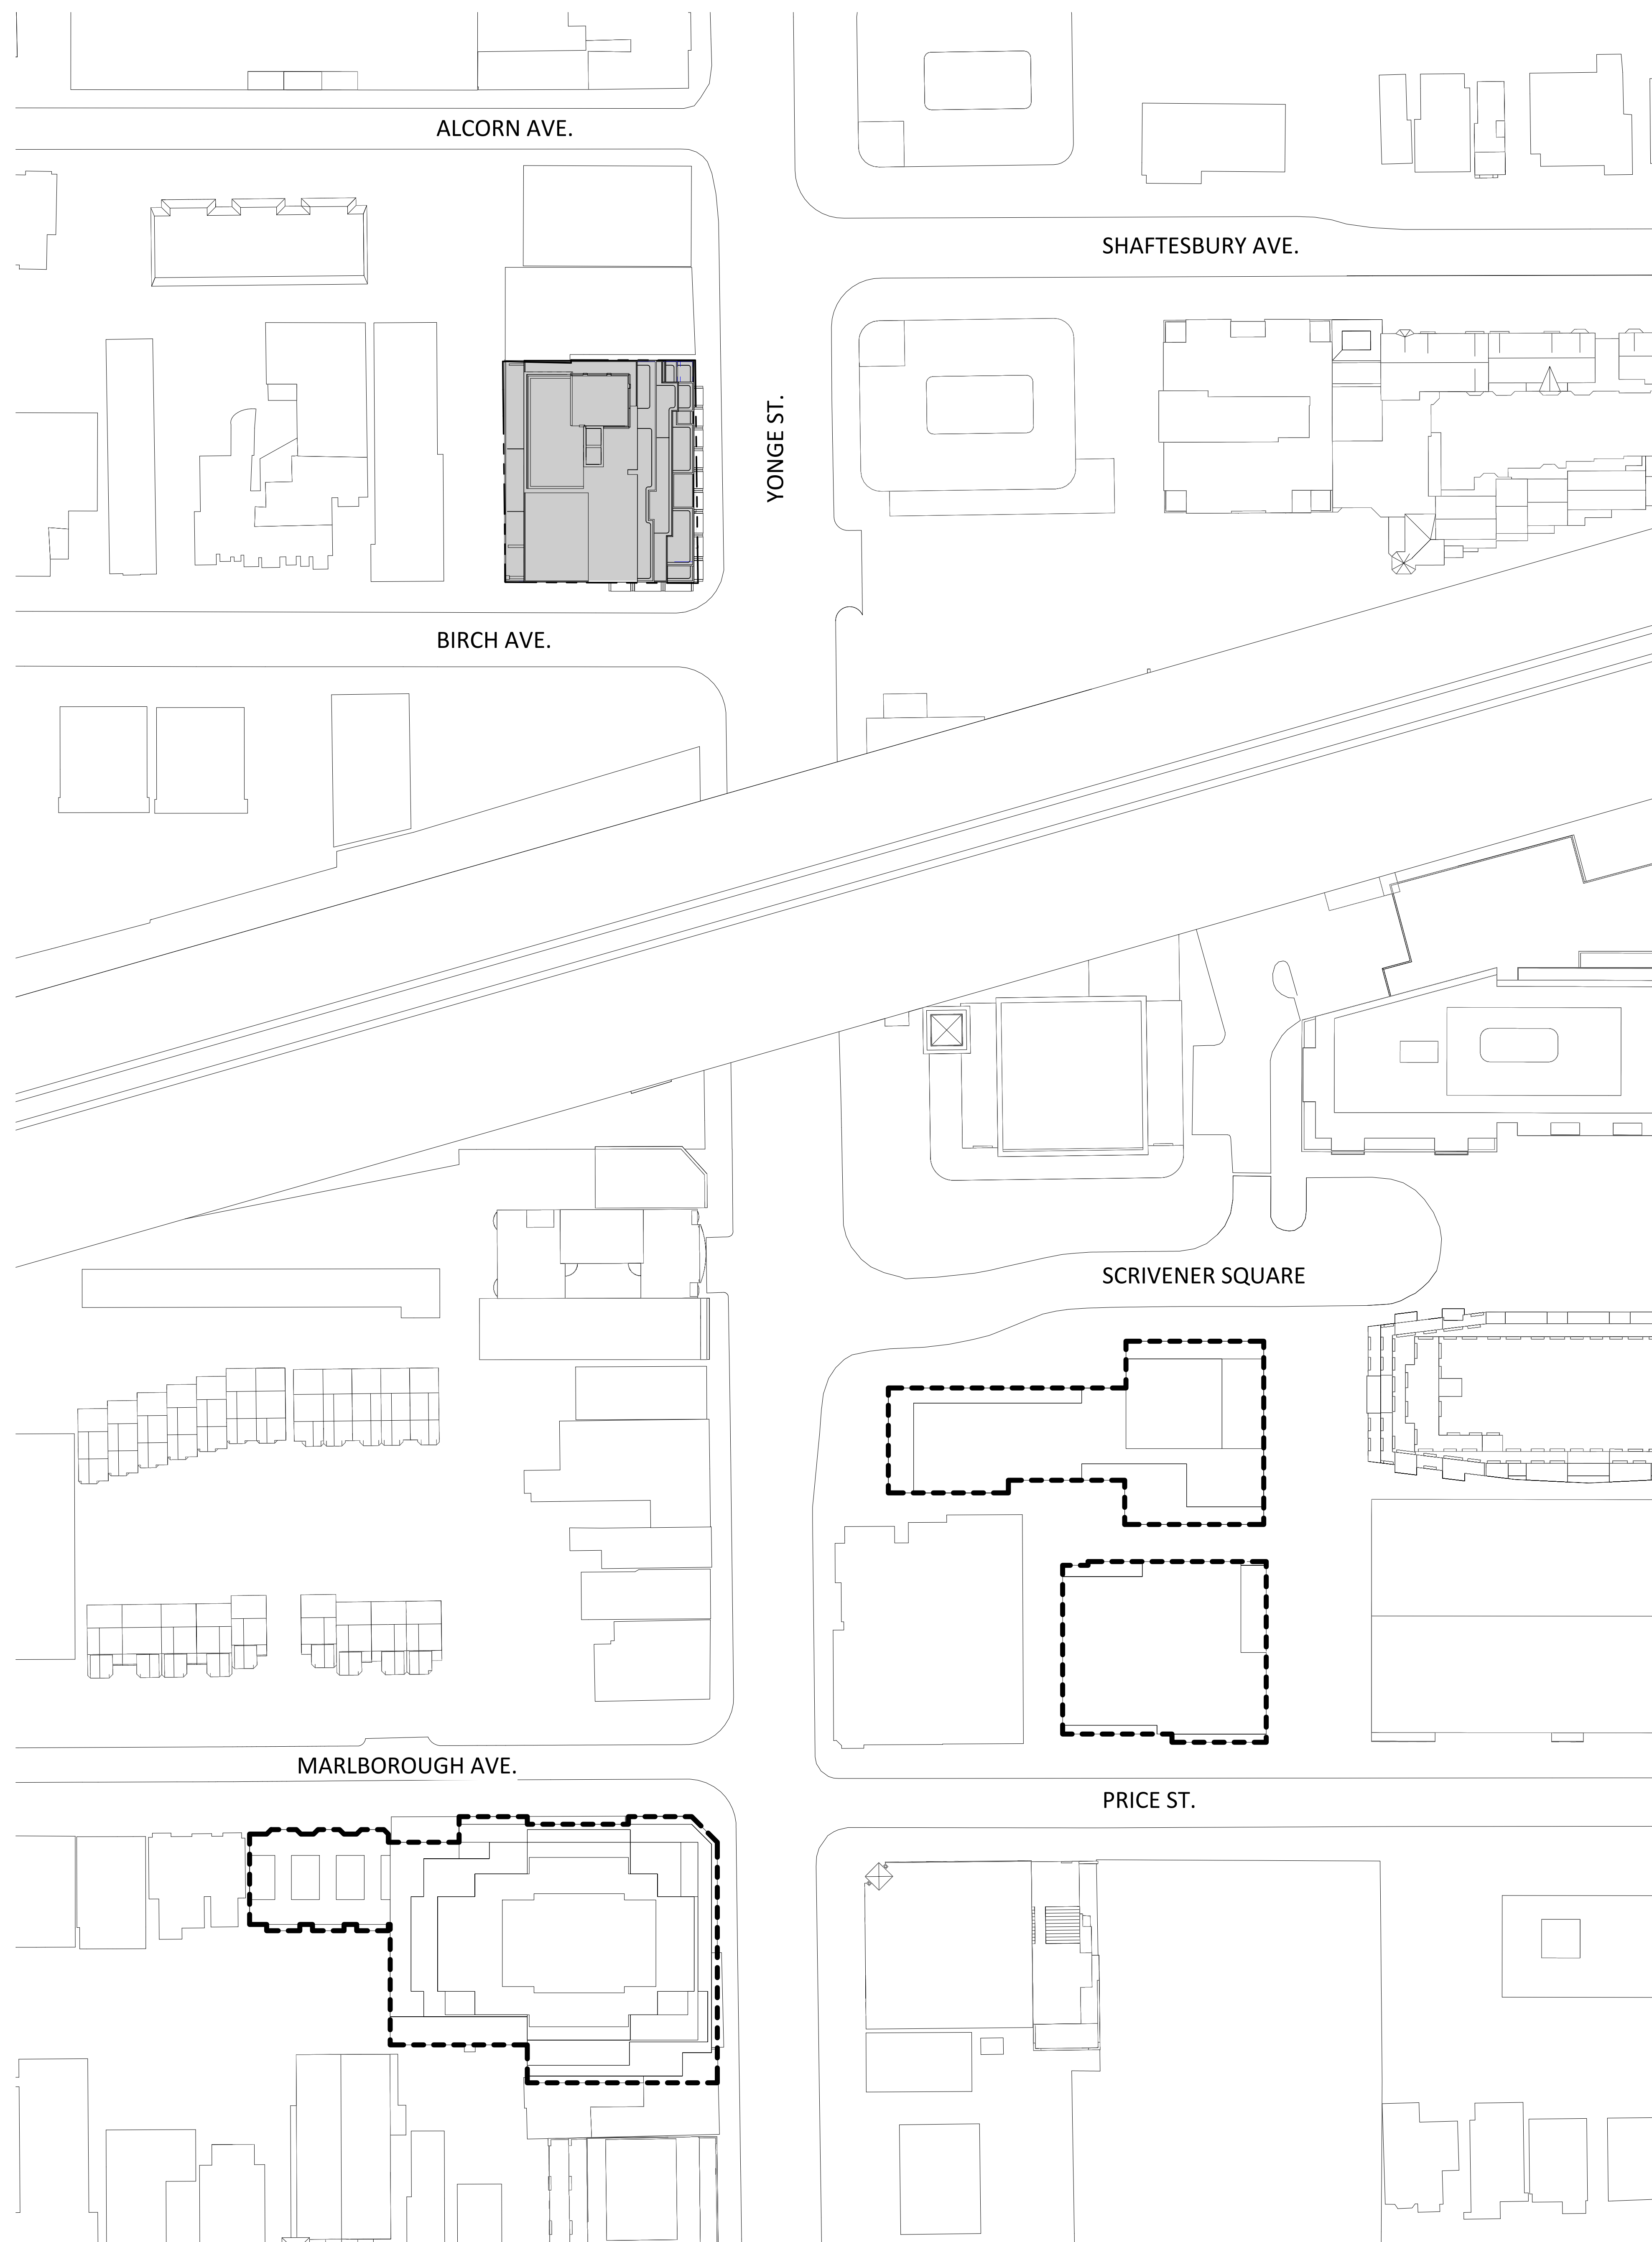 ALCORN AVE.
SHAFTESBURY AVE.
YONGE ST.
BIRCH AVE.
SCRIVENER SQUARE
MARLBOROUGH AVE.
PRICE ST.